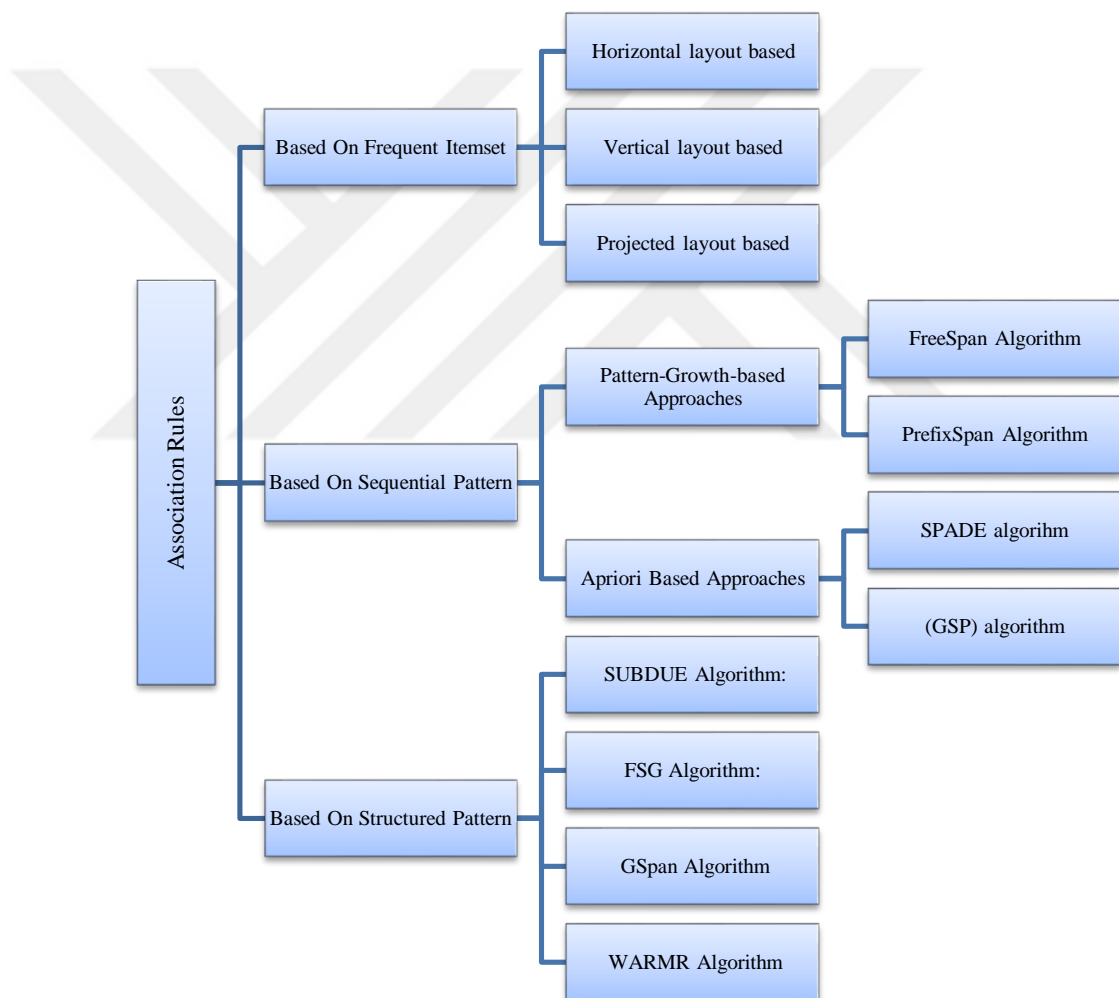 Association Rules
Based On Frequent Itemset
Horizontal layout based
Vertical layout based
Projected layout based
Based On Sequential Pattern
Pattern-Growth-based
Approaches
FreeSpan Algorithm
PrefixSpan Algorithm
Apriori Based Approaches
SPADE algorihm
(GSP) algorithm
Based On Structured Pattern
SUBDUE Algorithm:
FSG Algorithm:
GSpan Algorithm
WARMR Algorithm